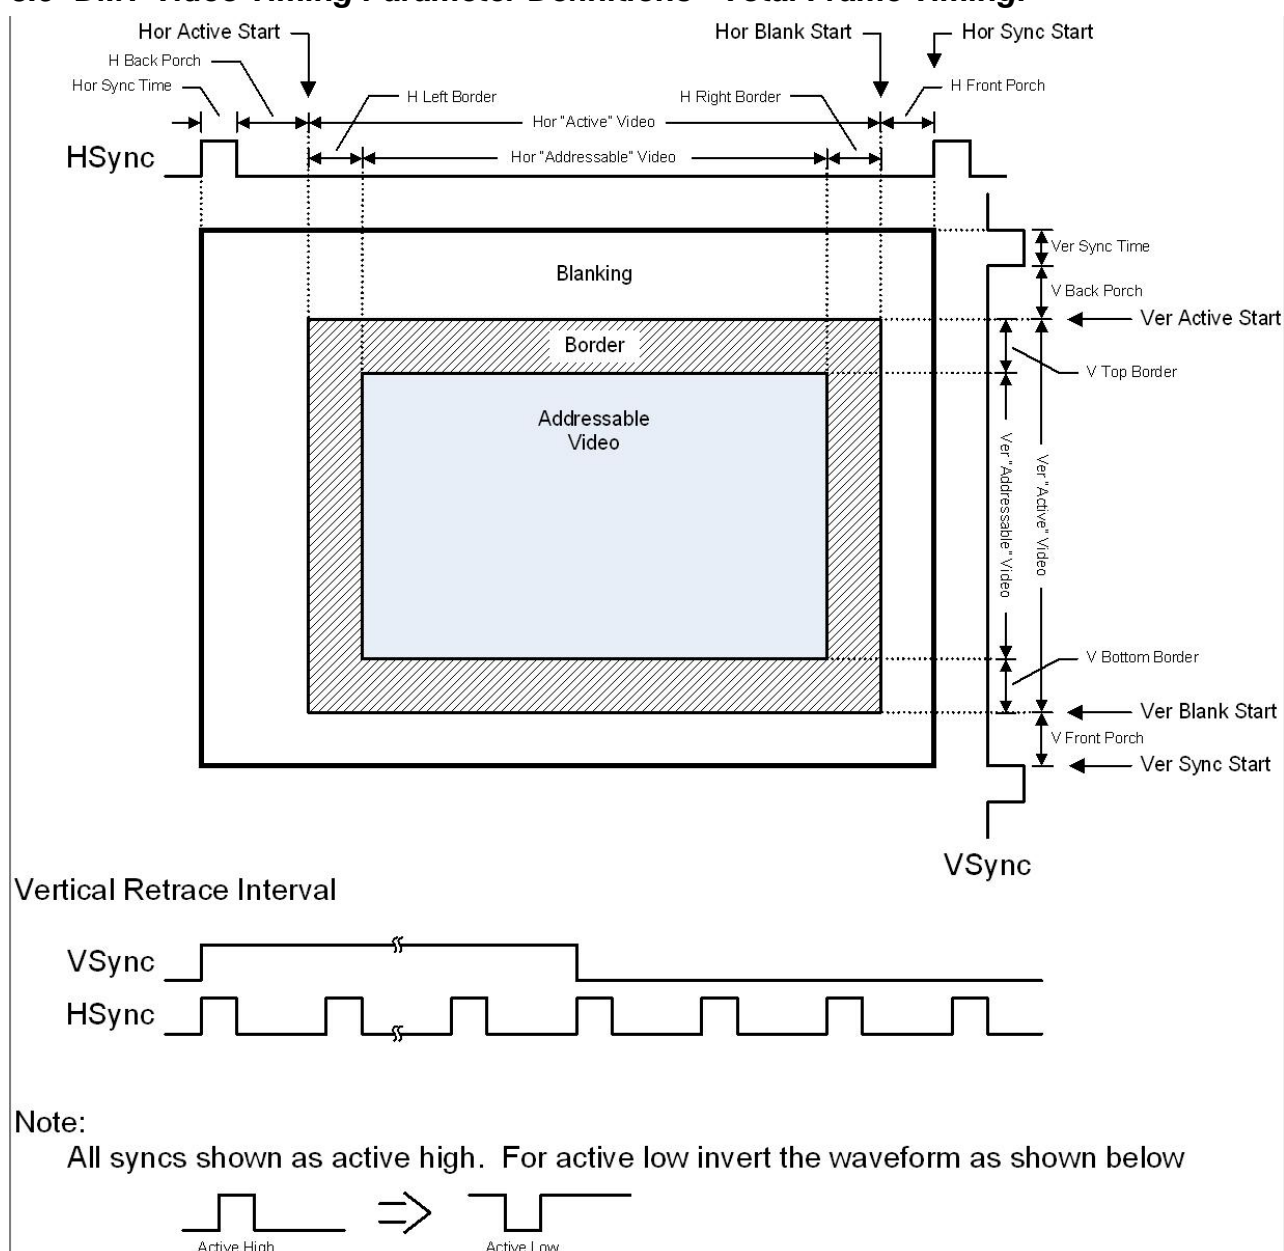 Hor Active Start
Hor Blank Start
Hor Sync Start
H Back Porch
Hor Sync Time
H Left Border
H Right Border
H Front Porch
Hor "Active" Video
HSync
Hor "Addressable" Video
Ver Sync Time
Blanking
V Back Porch
Ver Active Start
Border
V Top Border
Addressable
Video
Ver "Addressable" Video
Ver "Active" Video
V Bottom Border
Ver Blank Start
V Front Porch
Ver Sync Start
VSync
Vertical Retrace Interval
VSync
HSync
Note:
All syncs shown as active high. For active low invert the waveform as shown below
Active High
Active Low